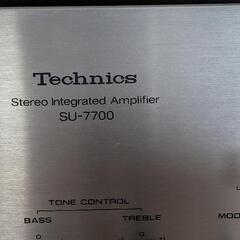 Technics
Stereo Integrated Amplifier
SU-7700
TONE CONTROL
BASS TREBLE